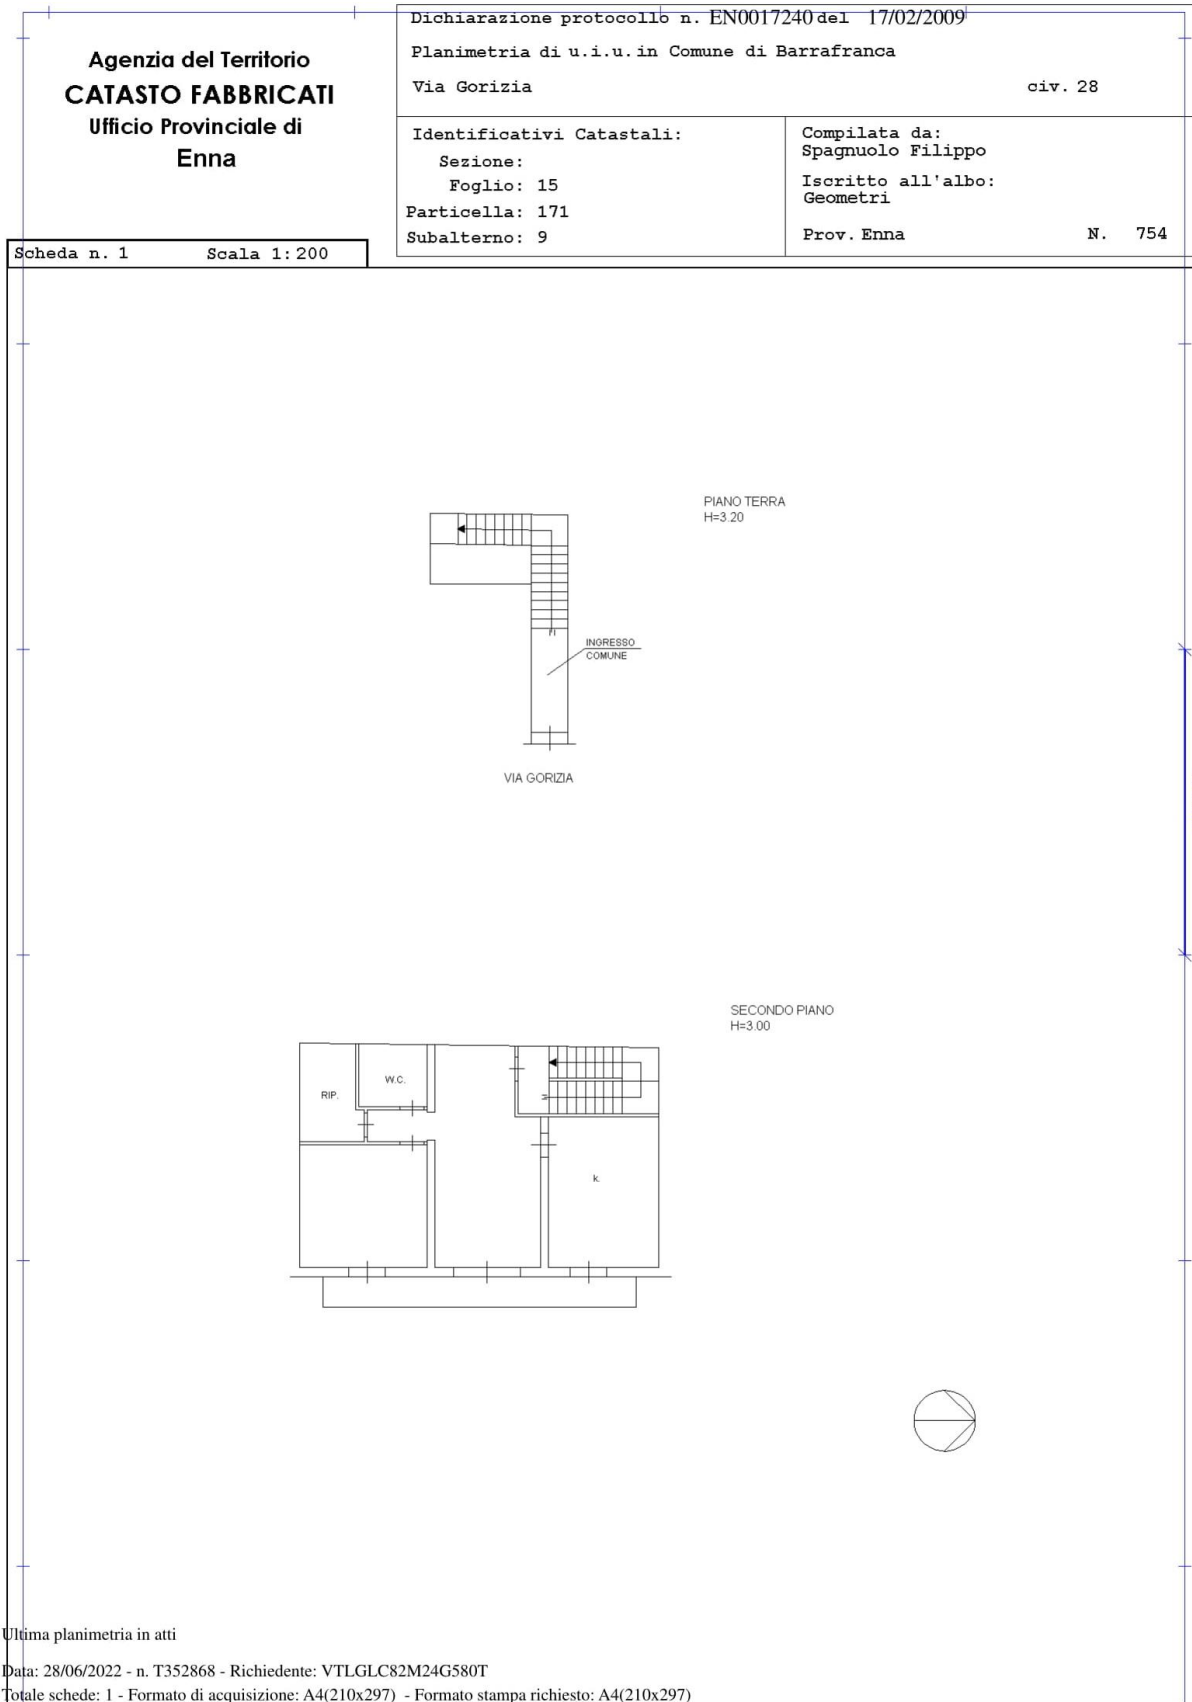 Agenzia del Territorio
CATASTO FABBRICATI
Ufficio Provinciale di
Enna
Dichiarazione protocollo n. EN0017240 del 17/02/2009
Planimetria di u.i.u. in Comune di Barrafranca
Via Gorizia civ. 28
Identificativi Catastali:
Sezione:
Foglio: 15
Particella: 171
Subalterno: 9
Compilata da:
Spagnuolo Filippo
Iscritto all'albo:
Geometri
Prov. Enna N. 754
Scheda n. 1 Scala 1:200
PIANO TERRA
H=3.20
INGRESSO
COMUNE
VIA GORIZIA
SECONDO PIANO
H=3.00
W.C.
RIP.
k.
Ultima planimetria in atti
Data: 28/06/2022 - n. T352868 - Richiedente: VTLGLC82M24G580T
Totale schede: 1 - Formato di acquisizione: A4(210x297) - Formato stampa richiesto: A4(210x297)